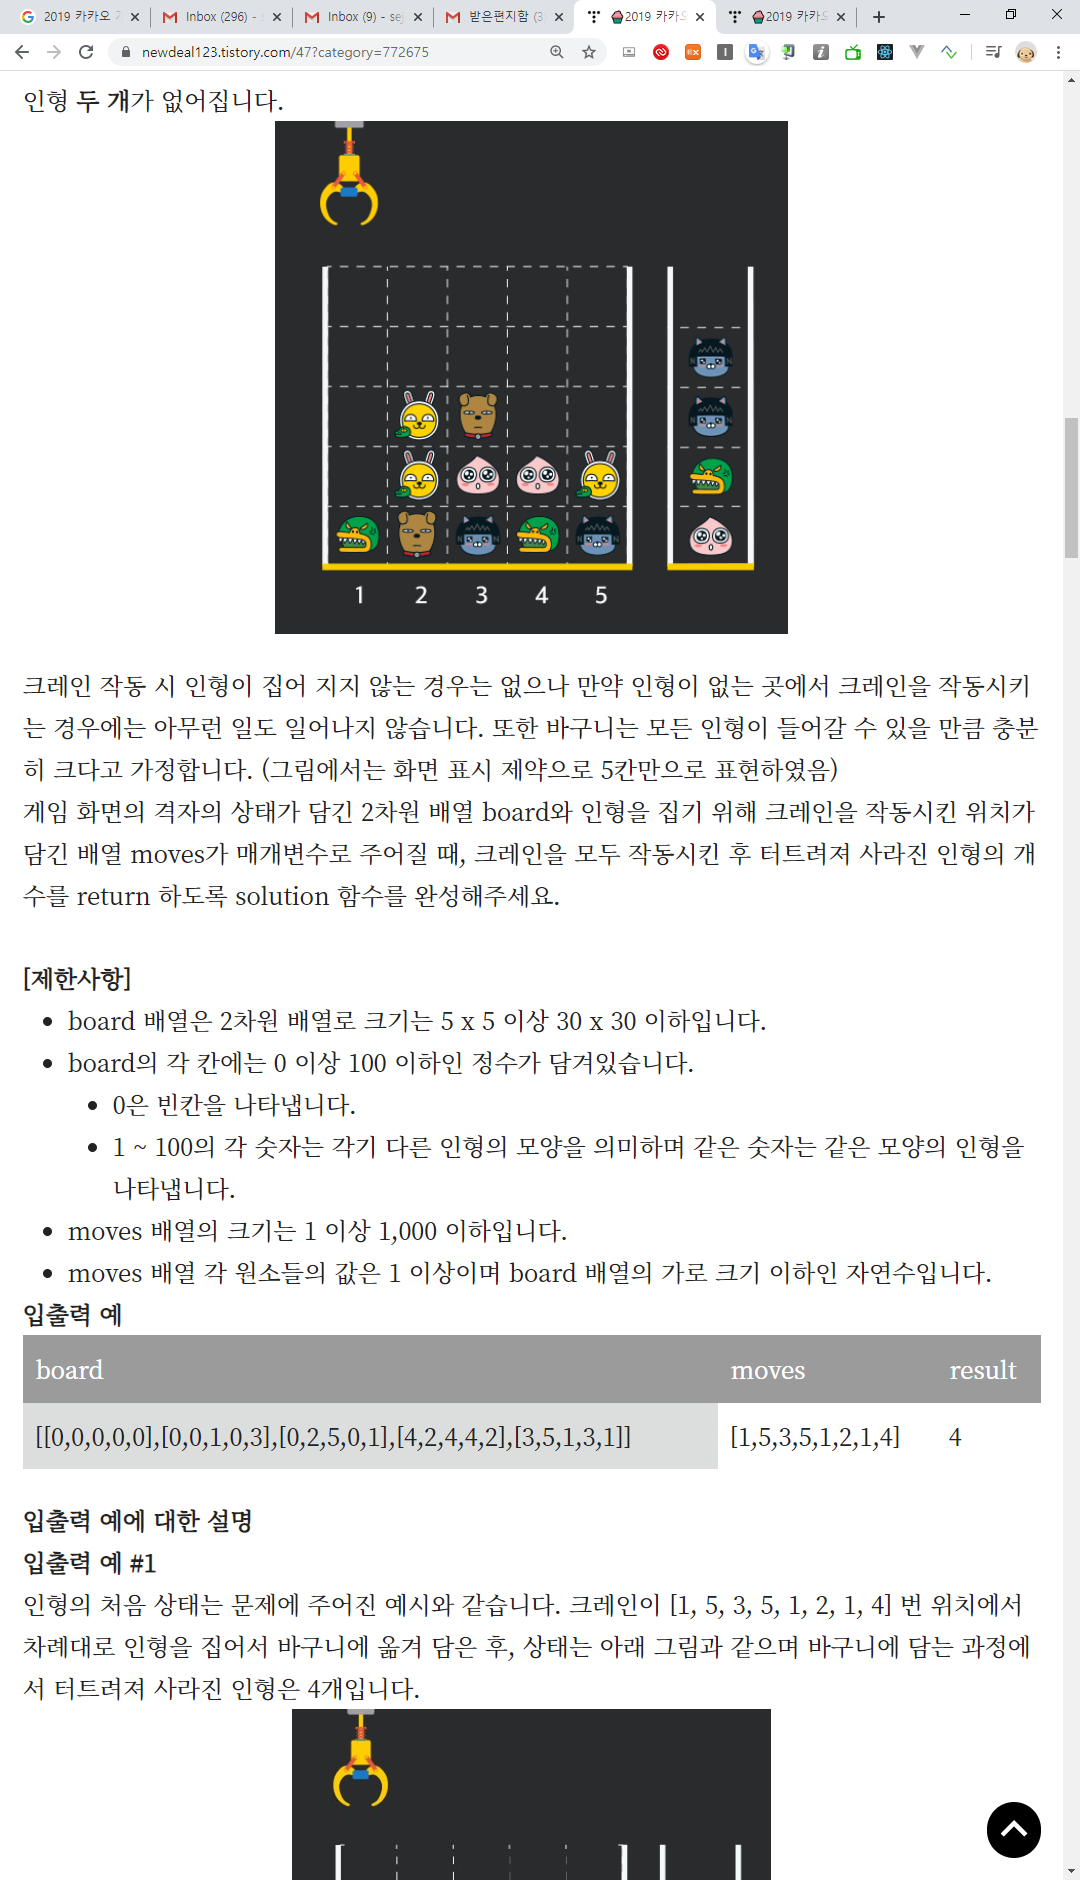 2019 카카오
Inbox (296) -
Inbox (9) - se
받은편지함 (3
2019 카카오
2019 카카오
newdeal123.tistory.com/47?category=772675
인형 두 개가 없어집니다.
1 2 3 4 5
크레인 작동 시 인형이 집어 지지 않는 경우는 없으나 만약 인형이 없는 곳에서 크레인을 작동시키
는 경우에는 아무런 일도 일어나지 않습니다. 또한 바구니는 모든 인형이 들어갈 수 있을 만큼 충분
히 크다고 가정합니다. (그림에서는 화면 표시 제약으로 5칸만으로 표현하였음)
게임 화면의 격자의 상태가 담긴 2차원 배열 board와 인형을 집기 위해 크레인을 작동시킨 위치가
담긴 배열 moves가 매개변수로 주어질 때, 크레인을 모두 작동시킨 후 터트려져 사라진 인형의 개
수를 return 하도록 solution 함수를 완성해주세요.
[제한사항]
board 배열은 2차원 배열로 크기는 5 x 5 이상 30 x 30 이하입니다.
board의 각 칸에는 0 이상 100 이하인 정수가 담겨있습니다.
0은 빈칸을 나타냅니다.
1 ~ 100의 각 숫자는 각기 다른 인형의 모양을 의미하며 같은 숫자는 같은 모양의 인형을
나타냅니다.
moves 배열의 크기는 1 이상 1,000 이하입니다.
moves 배열 각 원소들의 값은 1 이상이며 board 배열의 가로 크기 이하인 자연수입니다.
입출력 예
board moves result
[[0,0,0,0,0],[0,0,1,0,3],[0,2,5,0,1],[4,2,4,4,2],[3,5,1,3,1]] [1,5,3,5,1,2,1,4] 4
입출력 예에 대한 설명
입출력 예 #1
인형의 처음 상태는 문제에 주어진 예시와 같습니다. 크레인이 [1, 5, 3, 5, 1, 2, 1, 4] 번 위치에서
차례대로 인형을 집어서 바구니에 옮겨 담은 후, 상태는 아래 그림과 같으며 바구니에 담는 과정에
서 터트려져 사라진 인형은 4개입니다.